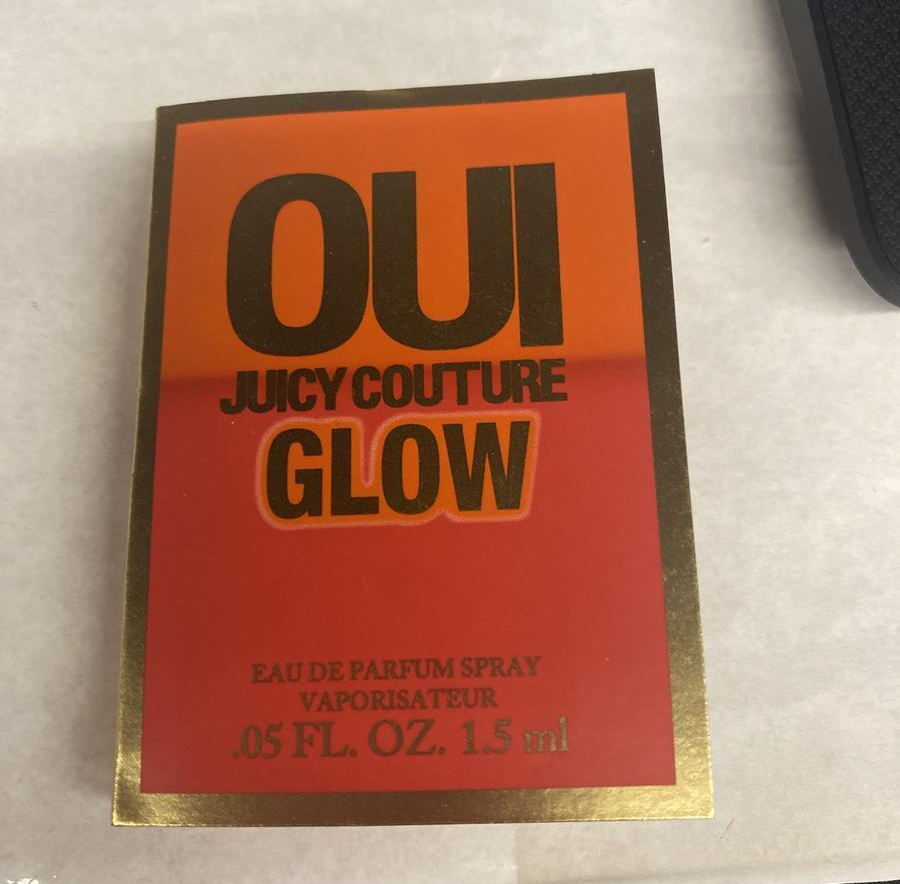 OUI
JUICY COUTURE
GLOW
EAU DE PARFUM SPRAY
VAPORISATEUR
.05 FL. OZ. 1.5 ml